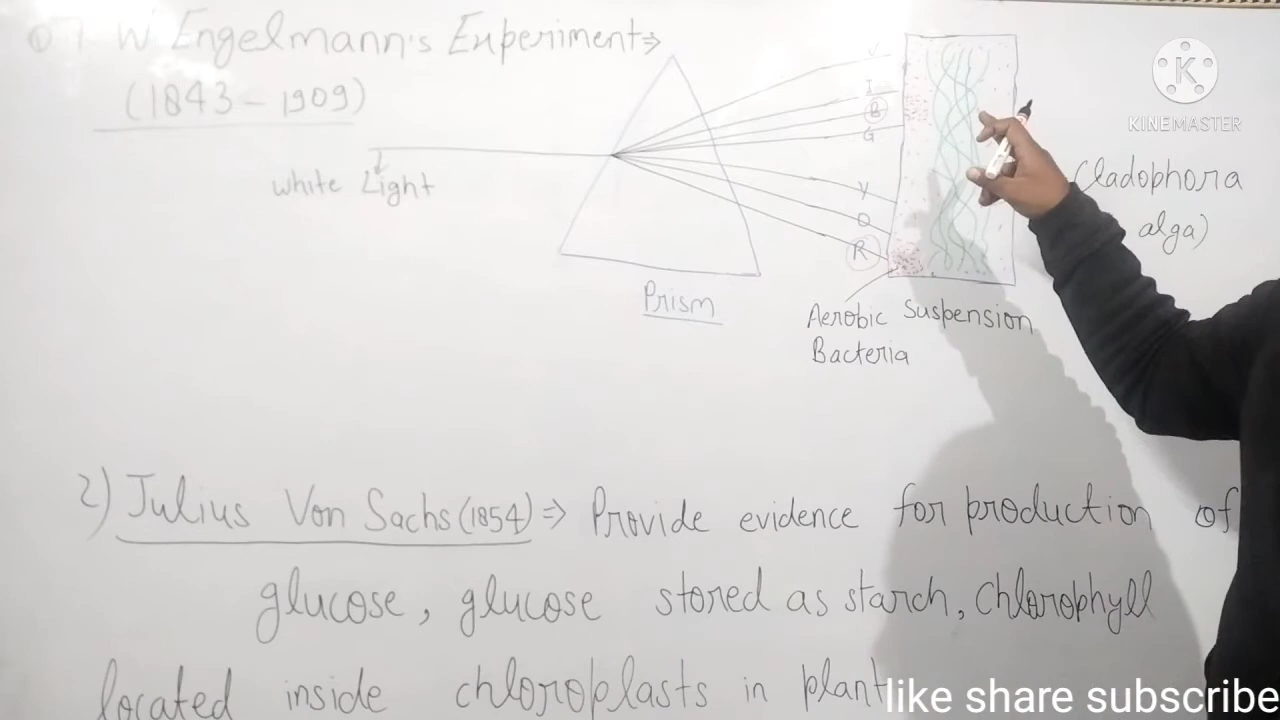 ① T W Engelmann's Experiment⇒
(1843 - 1909)
white Light
Prism
V
I
B
G
Y
O
R
Aerobic Suspension
Bacteria
Cladophora
alga)
K
KINEMASTER
2) Julius Von Sachs (1854) ⇒ Provide evidence for production of
glucose, glucose stored as starch, Chlorophyll
located inside chloroplasts in plant
like share subscribe